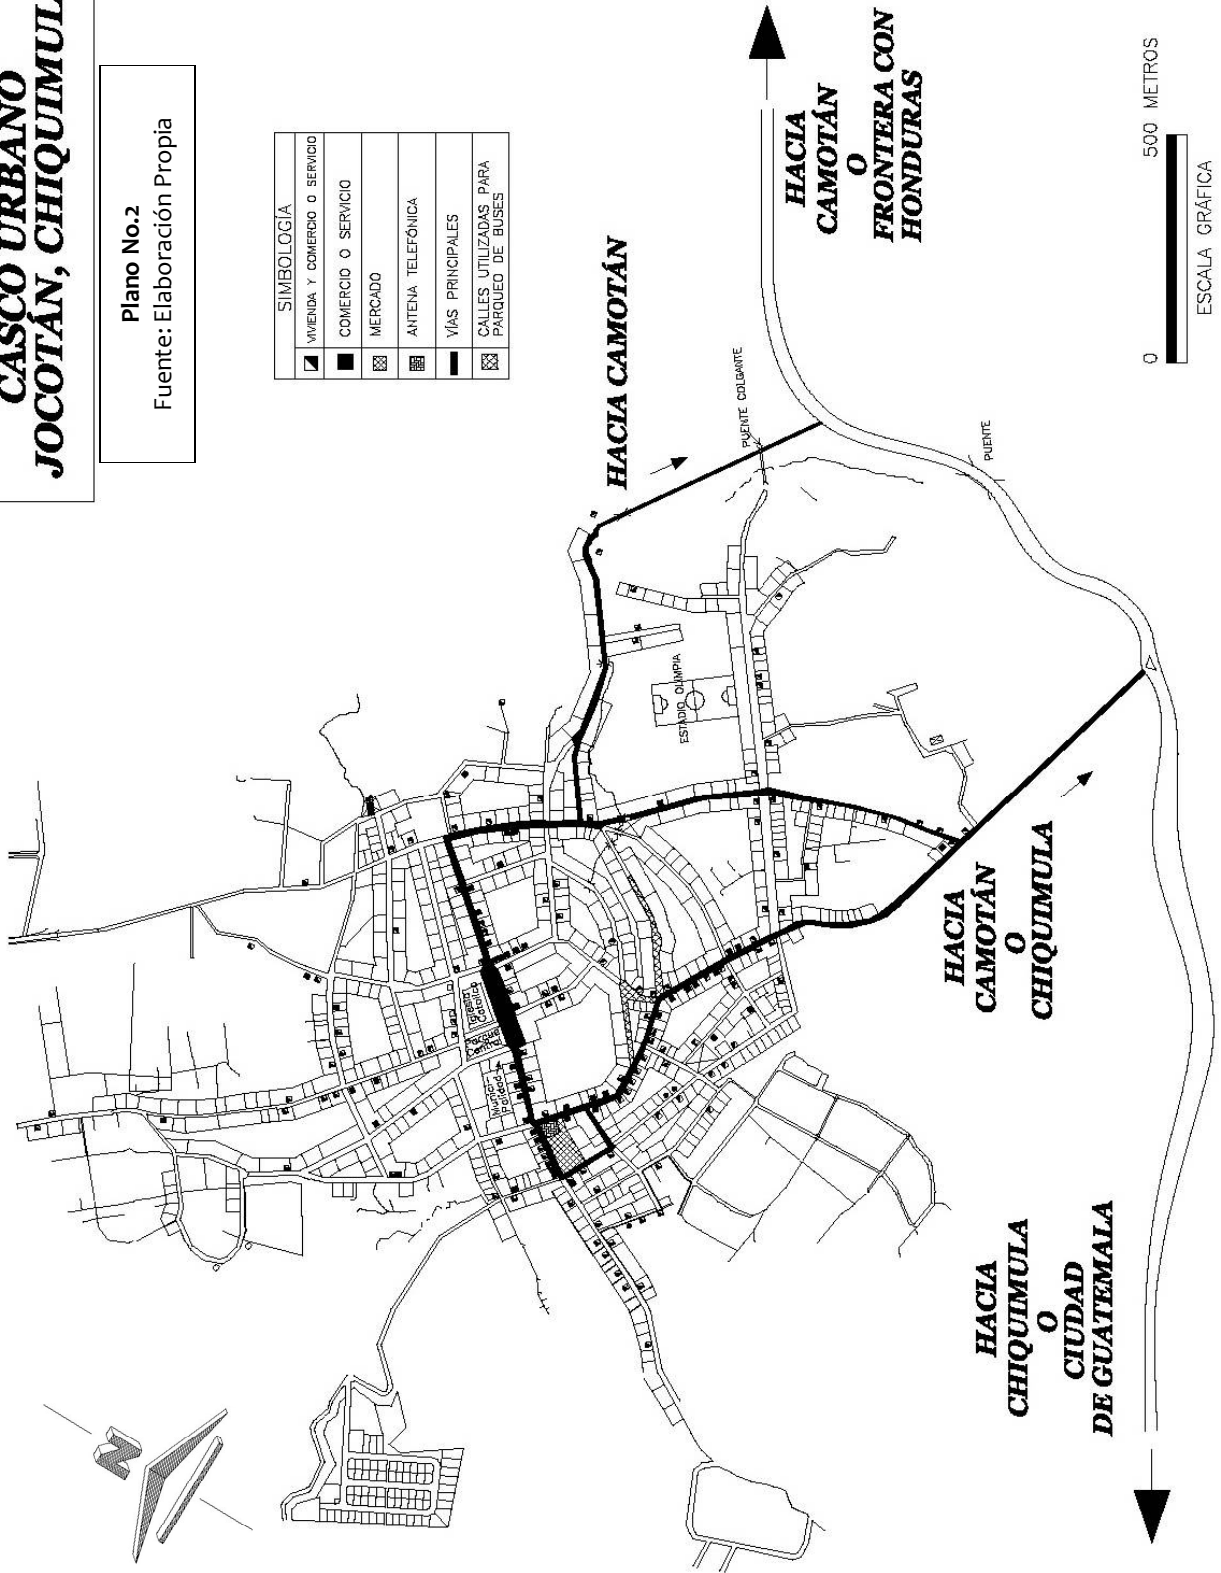 CASCO URBANO
JOCOTÁN, CHIQUIMUL
Plano No.2
Fuente: Elaboración Propia
SIMBOLOGÍA
VIVIENDA Y COMERCIO O SERVICIO
COMERCIO O SERVICIO
MERCADO
ANTENA TELEFÓNICA
VÍAS PRINCIPALES
CALLES UTILIZADAS PARA
PARQUEO DE BUSES
HACIA
CAMOTÁN
O
FRONTERA CON
HONDURAS
HACIA CAMOTÁN
PUENTE COLGANTE
PUENTE
ESTADIO OLIMPIA
Iglesia
Católica
Parque
Central
Munici-
palidad
HACIA
CAMOTÁN
O
CHIQUIMULA
HACIA
CHIQUIMULA
O
CIUDAD
DE GUATEMALA
N
0 500 METROS
ESCALA GRÁFICA